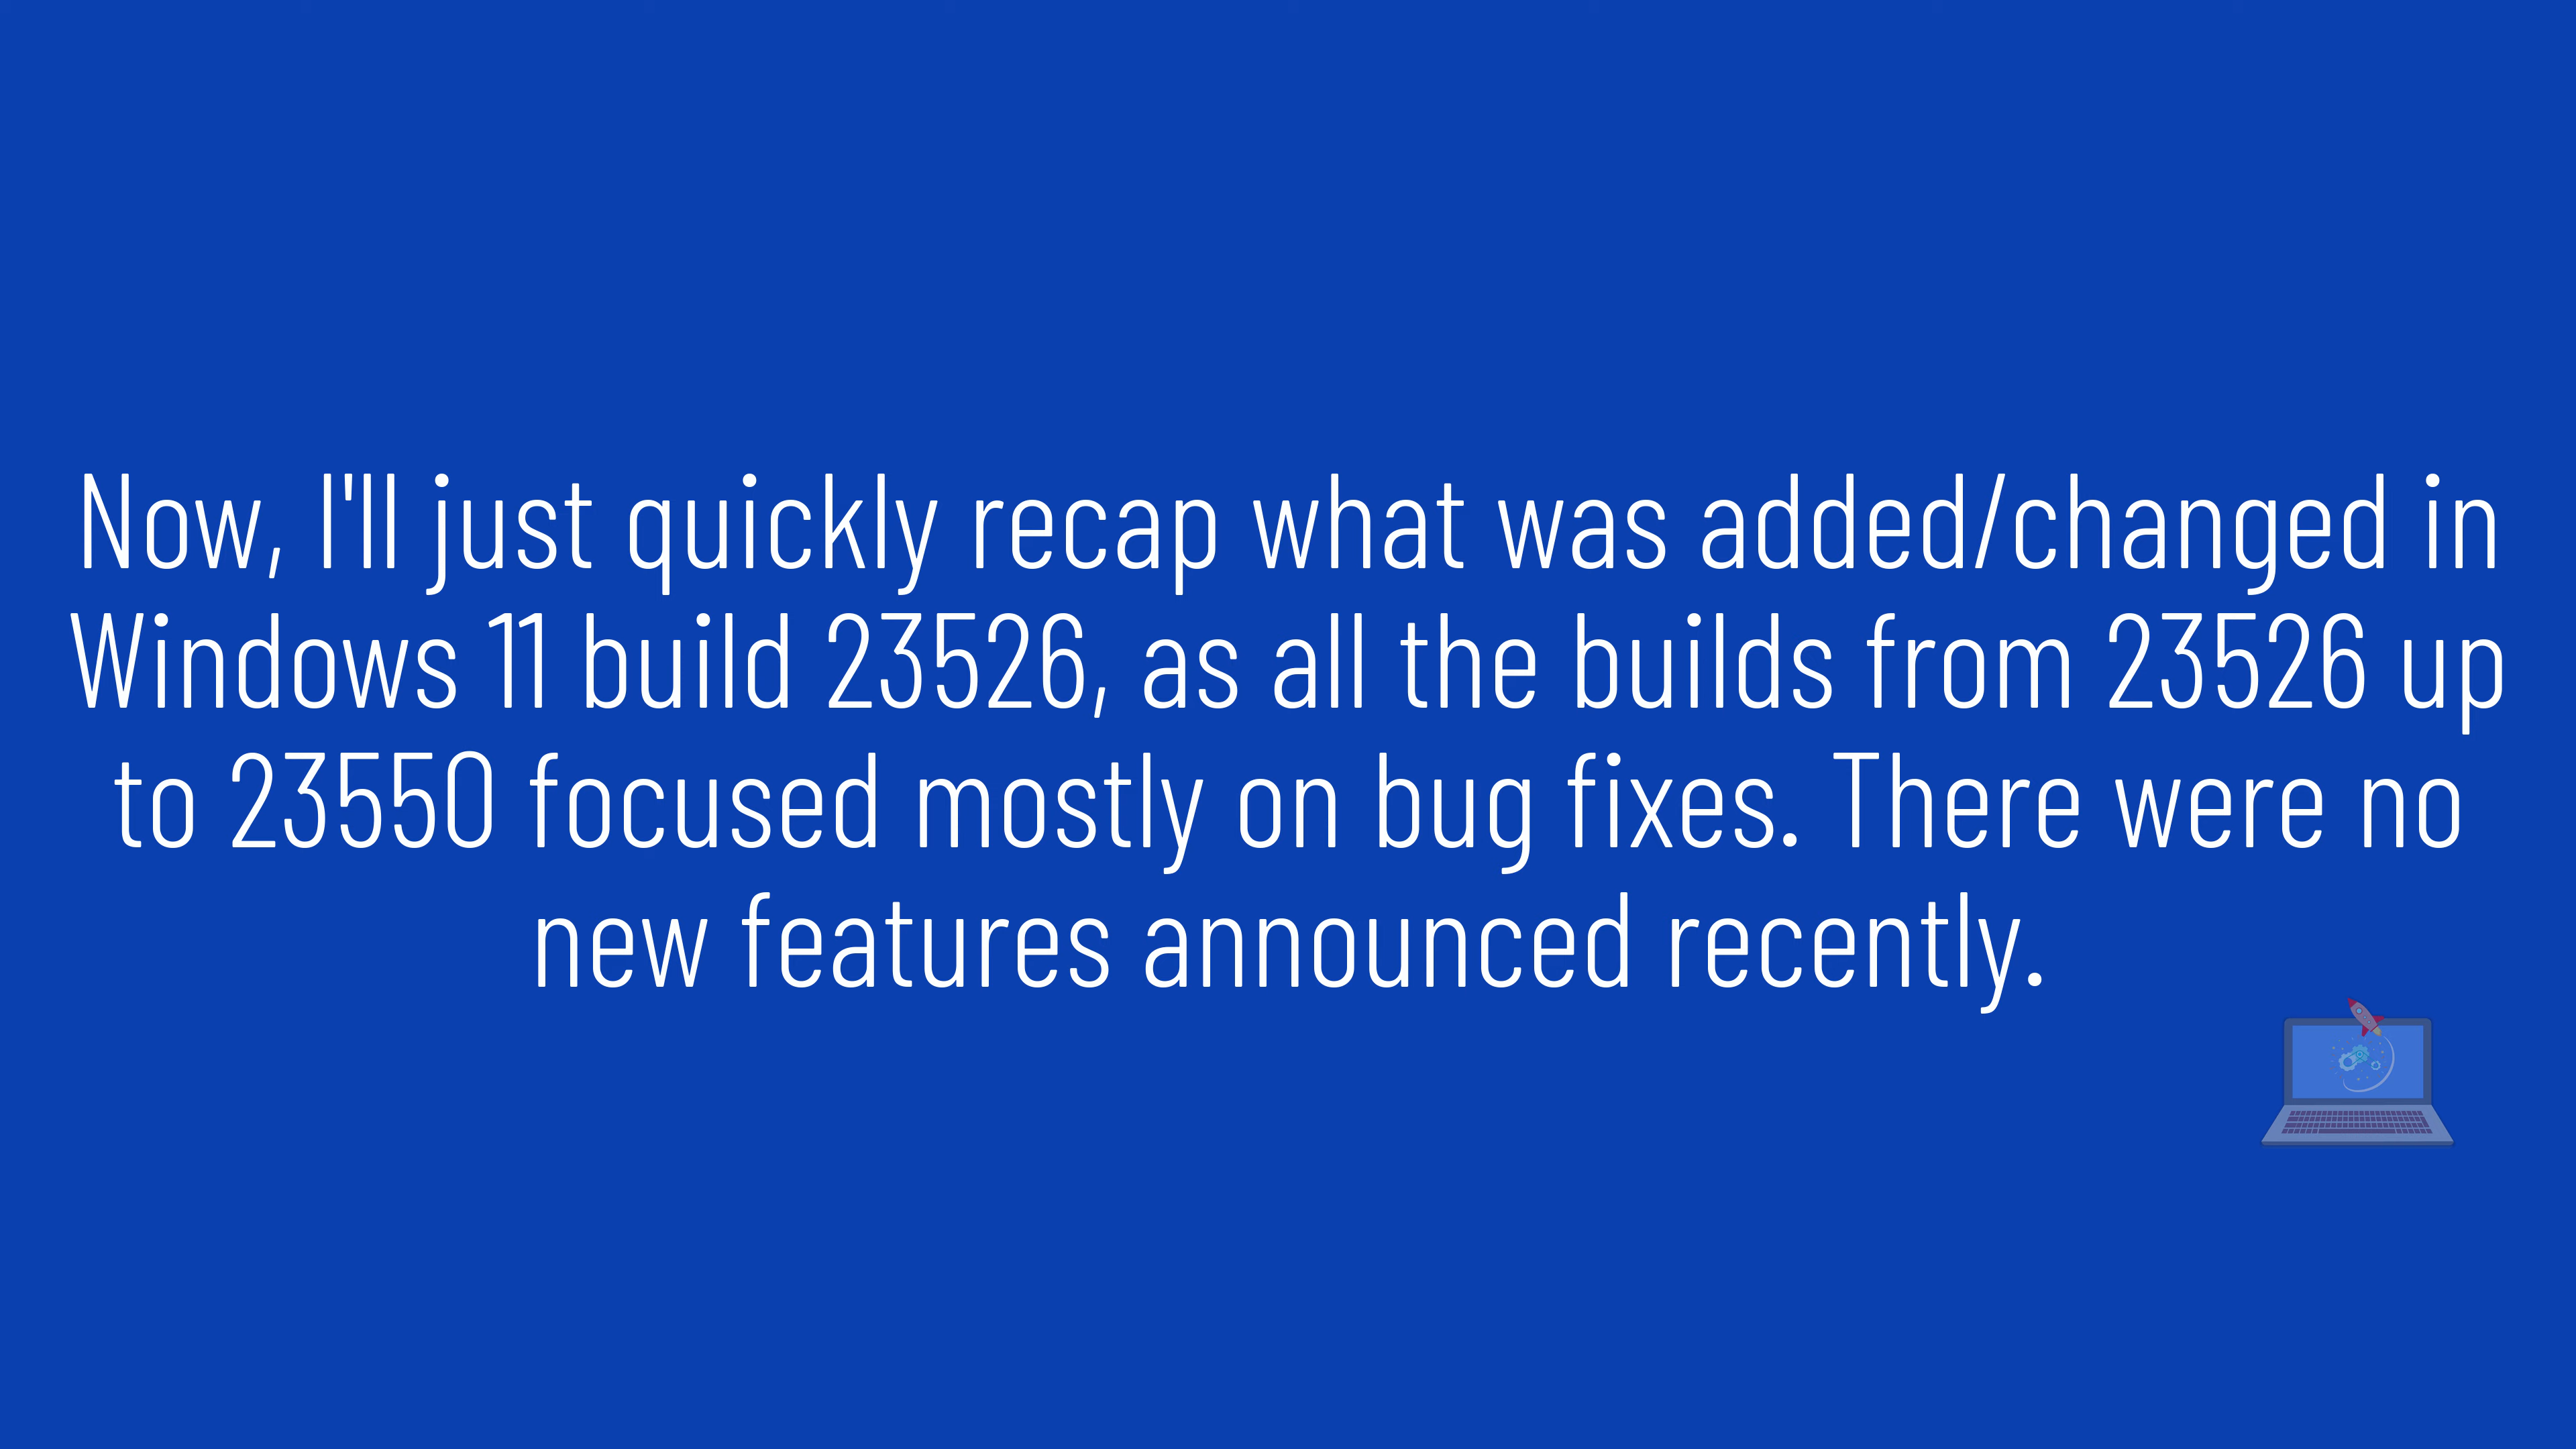 Now, I'll just quickly recap what was added/changed in
Windows 11 build 23526, as all the builds from 23526 up
to 23550 focused mostly on bug fixes. There were no
new features announced recently.